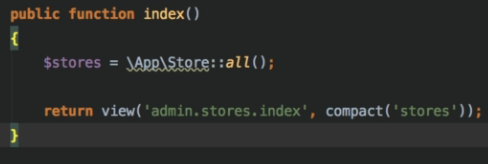 public function index()
{
$stores = \App\Store::all();
return view('admin.stores.index', compact('stores'));
}